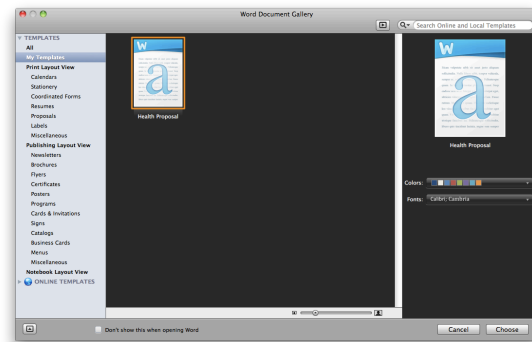 Word Document Gallery
Search Online and Local Templates
TEMPLATES
All
My Templates
Print Layout View
Calendars
Stationery
Coordinated Forms
Resumes
Proposals
Labels
Miscellaneous
Publishing Layout View
Newsletters
Brochures
Flyers
Certificates
Posters
Programs
Cards & Invitations
Signs
Catalogs
Business Cards
Menus
Miscellaneous
Notebook Layout View
ONLINE TEMPLATES
W
a
Health Proposal
W
a
Health Proposal
Colors:
Fonts: Calibri; Cambria
Don't show this when opening Word
Cancel
Choose